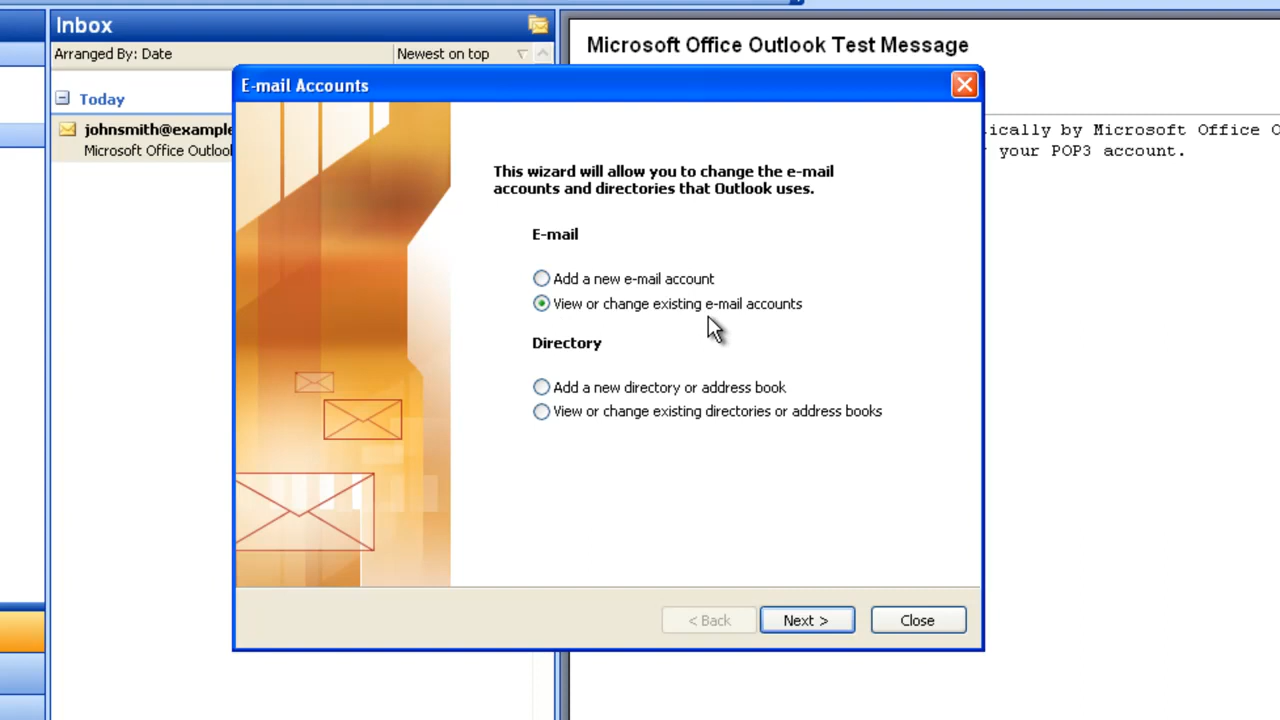 Inbox
Arranged By: Date Newest on top
Today
johnsmith@example
Microsoft Office Outloo
Microsoft Office Outlook Test Message
ically by Microsoft Office O
your POP3 account.
E-mail Accounts
This wizard will allow you to change the e-mail
accounts and directories that Outlook uses.
E-mail
Add a new e-mail account
View or change existing e-mail accounts
Directory
Add a new directory or address book
View or change existing directories or address books
< Back Next > Close